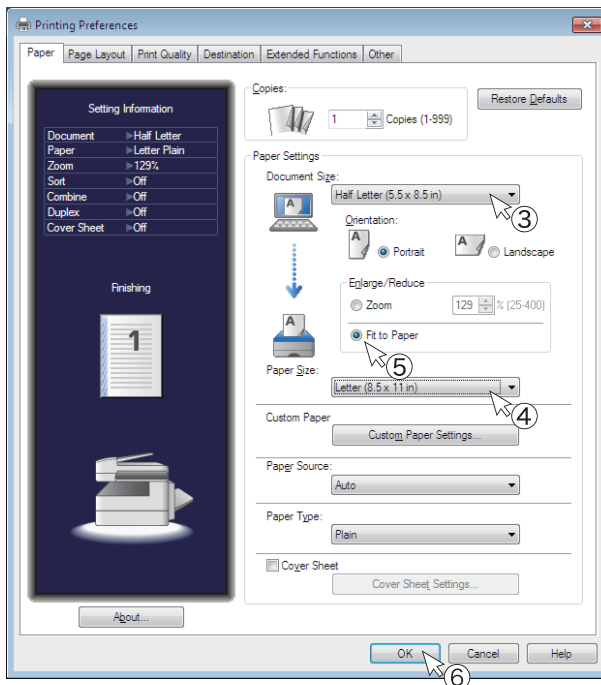 Printing Preferences
Paper Page Layout Print Quality Destination Extended Functions Other
Setting Information
Document ▶Half Letter
Paper ▶Letter Plain
Zoom ▶129%
Sort ▶Off
Combine ▶Off
Duplex ▶Off
Cover Sheet ▶Off
Finishing
1
About...
Copies:
1 Copies (1-999)
Restore Defaults
Paper Settings
Document Size:
Half Letter (5.5 x 8.5 in)
③
Orientation:
A
A Portrait
A Landscape
Enlarge/Reduce
Zoom 129 % (25-400)
Fit to Paper
⑤
A
Paper Size:
Letter (8.5 x 11 in)
④
Custom Paper
Custom Paper Settings...
Paper Source:
Auto
Paper Type:
Plain
Cover Sheet
Cover Sheet Settings...
OK Cancel Help
⑥